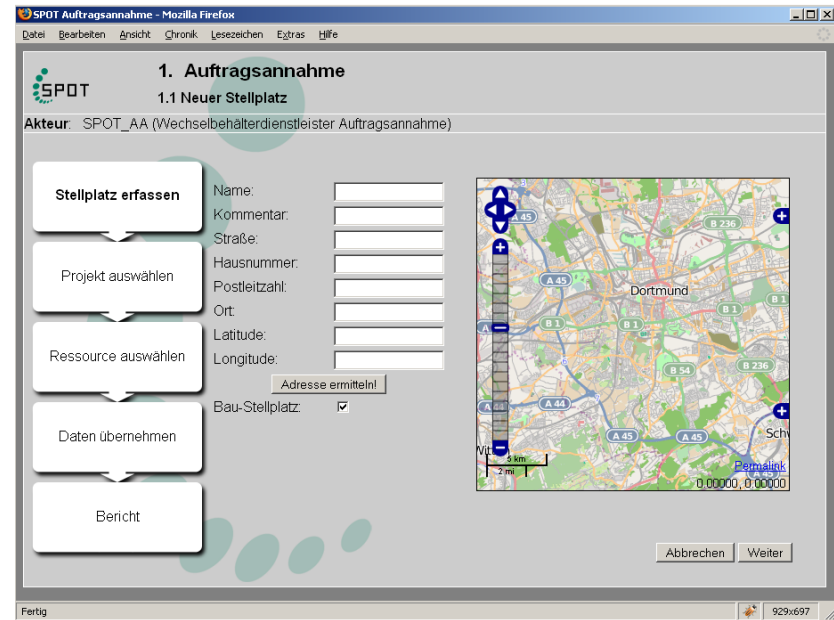 SPOT Auftragsannahme - Mozilla Firefox
Datei Bearbeiten Ansicht Chronik Lesezeichen Extras Hilfe
SPOT
1. Auftragsannahme
1.1 Neuer Stellplatz
Akteur: SPOT_AA (Wechselbehälterdienstleister Auftragsannahme)
Stellplatz erfassen
Projekt auswählen
Ressource auswählen
Daten übernehmen
Bericht
Name:
Kommentar:
Straße:
Hausnummer:
Postleitzahl:
Ort:
Latitude:
Longitude:
Adresse ermitteln!
Bau-Stellplatz:
A 45
B 236
A 45
Dortmund
B 1
B 1
B 1
B 54
B 236
A 44
A 44
A 45
A 45
Schw
Witt
5 km
2 mi
Permalink
0,00000, 0,00000
Abbrechen Weiter
Fertig
929x697